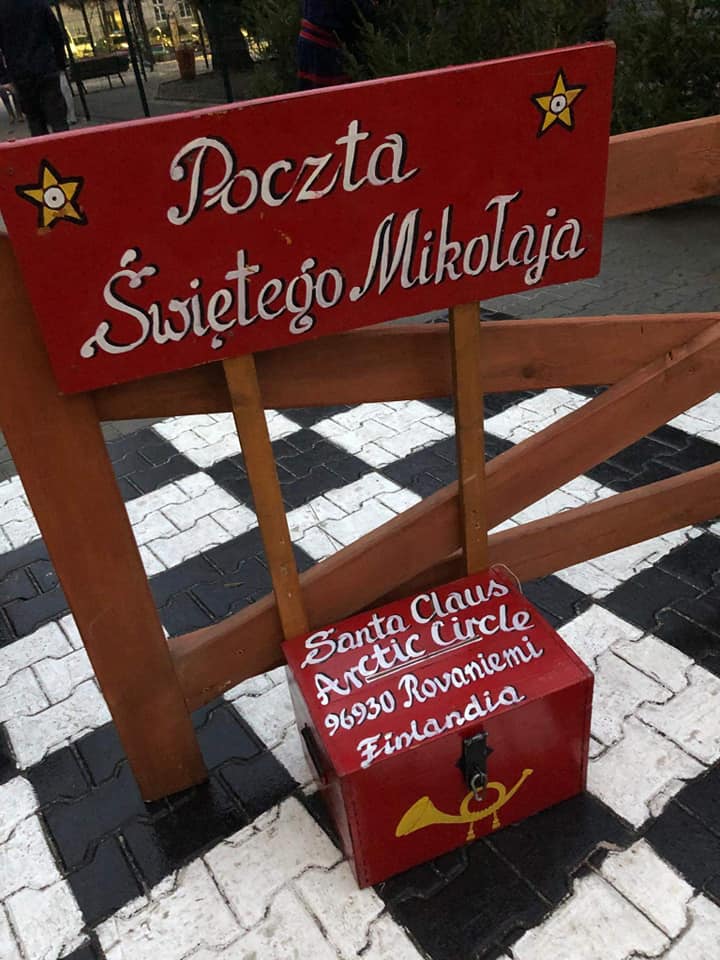 Poczta
Świętego Mikołaja
Santa Claus
Arctic Circle
96930 Rovaniemi
Finlandia